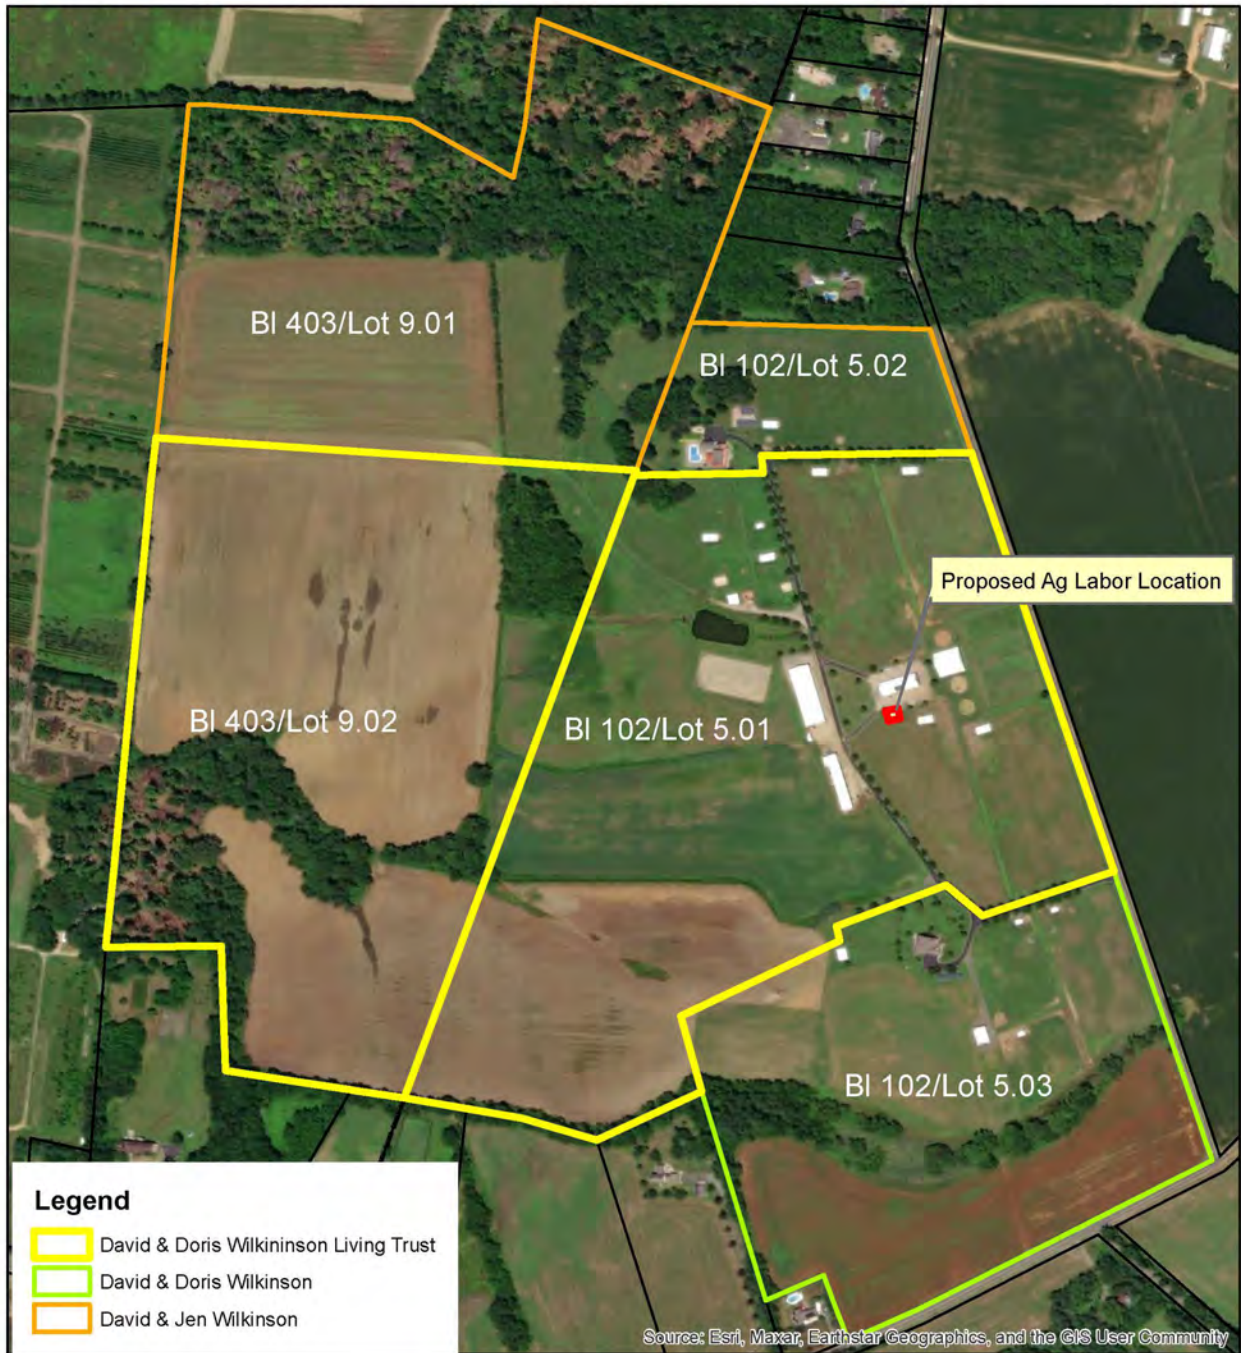 Bl 403/Lot 9.01
Bl 102/Lot 5.02
Proposed Ag Labor Location
Bl 403/Lot 9.02
Bl 102/Lot 5.01
Bl 102/Lot 5.03
Legend
David & Doris Wilkininson Living Trust
David & Doris Wilkinson
David & Jen Wilkinson
Source: Esri, Maxar, Earthstar Geographics, and the GIS User Community